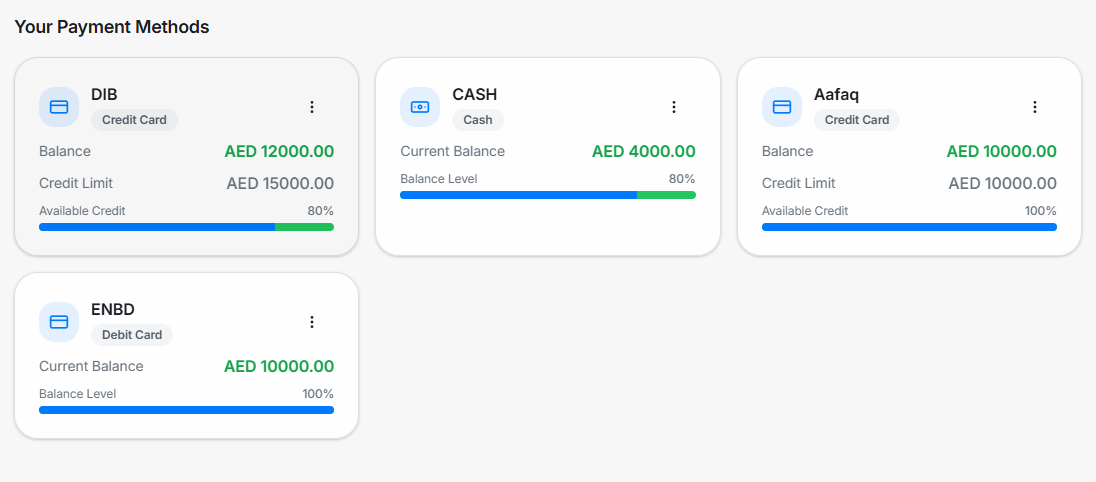 Your Payment Methods
DIB
Credit Card
Balance AED 12000.00
Credit Limit AED 15000.00
Available Credit 80%
CASH
Cash
Current Balance AED 4000.00
Balance Level 80%
Aafaq
Credit Card
Balance AED 10000.00
Credit Limit AED 10000.00
Available Credit 100%
ENBD
Debit Card
Current Balance AED 10000.00
Balance Level 100%